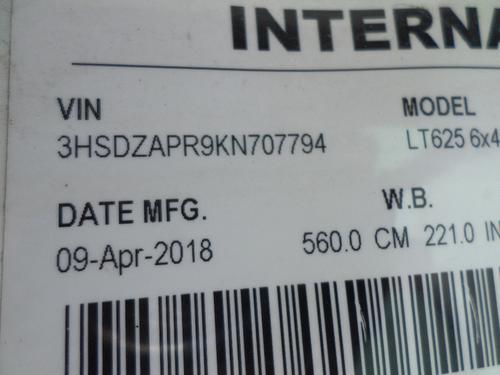 INTERNA
VIN MODEL
3HSDZAPR9KN707794 LT625 6x4
DATE MFG. W.B.
09-Apr-2018 560.0 CM 221.0 IN